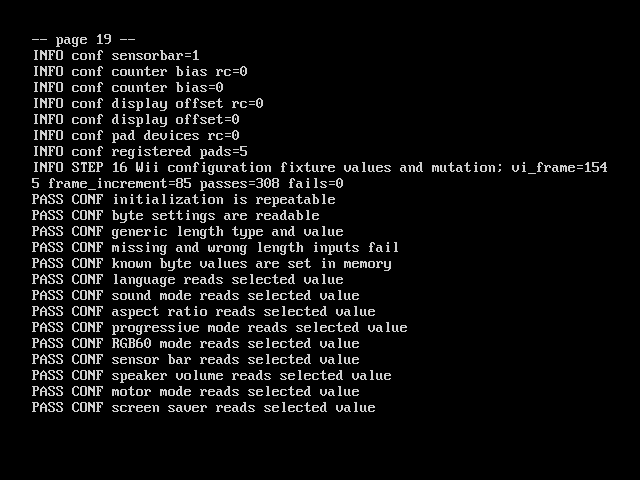 -- page 19 --
INFO conf sensorbar=1
INFO conf counter bias rc=0
INFO conf counter bias=0
INFO conf display offset rc=0
INFO conf display offset=0
INFO conf pad devices rc=0
INFO conf registered pads=5
INFO STEP 16 Wii configuration fixture values and mutation; vi_frame=154
5 frame_increment=85 passes=308 fails=0
PASS CONF initialization is repeatable
PASS CONF byte settings are readable
PASS CONF generic length type and value
PASS CONF missing and wrong length inputs fail
PASS CONF known byte values are set in memory
PASS CONF language reads selected value
PASS CONF sound mode reads selected value
PASS CONF aspect ratio reads selected value
PASS CONF progressive mode reads selected value
PASS CONF RGB60 mode reads selected value
PASS CONF sensor bar reads selected value
PASS CONF speaker volume reads selected value
PASS CONF motor mode reads selected value
PASS CONF screen saver reads selected value